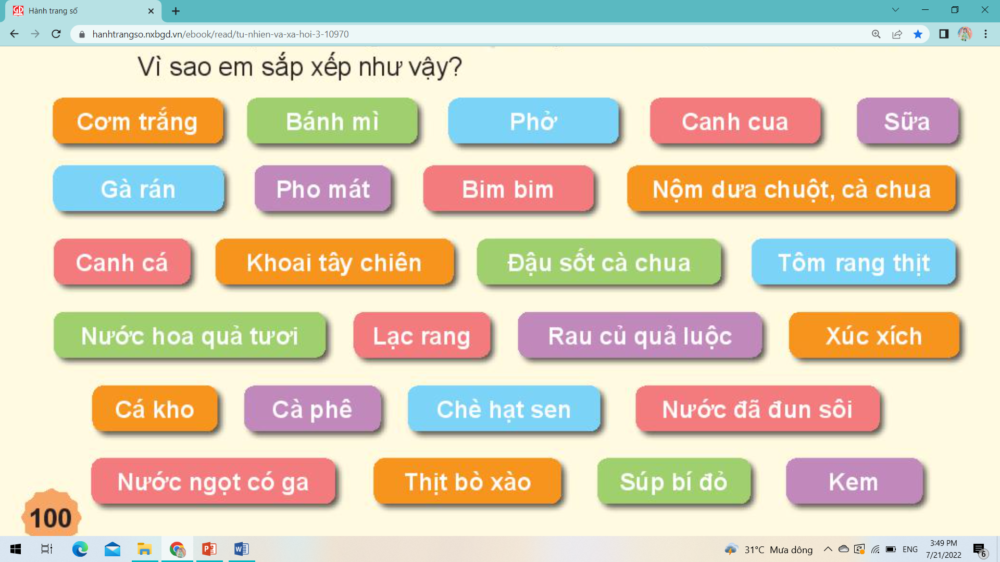 Hành trang số
hanhtrangso.nxbgd.vn/ebook/read/tu-nhien-va-xa-hoi-3-10970
Vì sao em sắp xếp như vậy?
Cơm trắng Bánh mì Phở Canh cua Sữa
Gà rán Pho mát Bim bim Nộm dưa chuột, cà chua
Canh cá Khoai tây chiên Đậu sốt cà chua Tôm rang thịt
Nước hoa quả tươi Lạc rang Rau củ quả luộc Xúc xích
Cá kho Cà phê Chè hạt sen Nước đã đun sôi
Nước ngọt có ga Thịt bò xào Súp bí đỏ Kem
100
31°C Mưa dông ENG 3:49 PM
7/21/2022 6